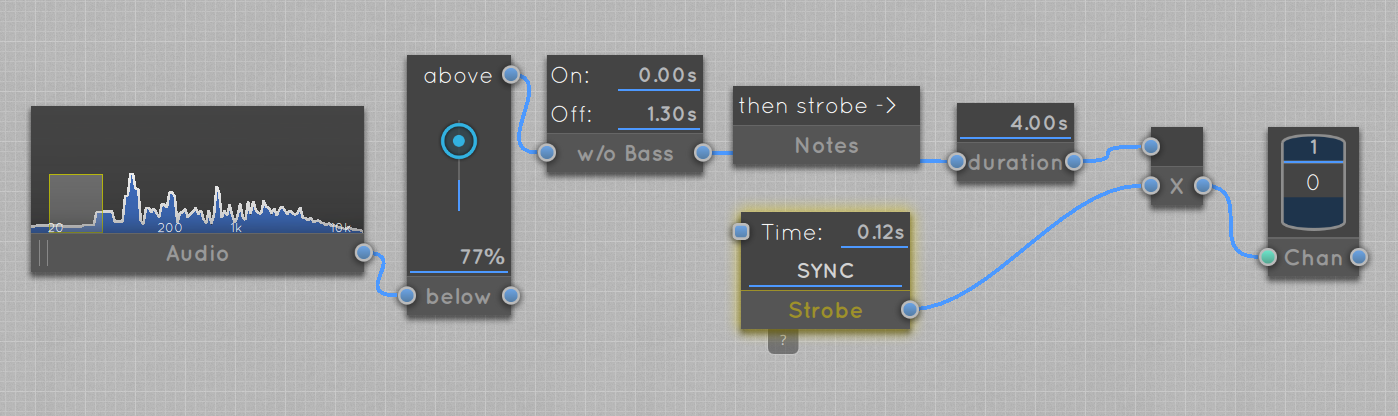 20
200
1k
10k
Audio
above
77%
below
On: 0.00s
Off: 1.30s
w/o Bass
then strobe ->
Notes
4.00s
duration
Time: 0.12s
SYNC
Strobe
?
X
1
0
Chan